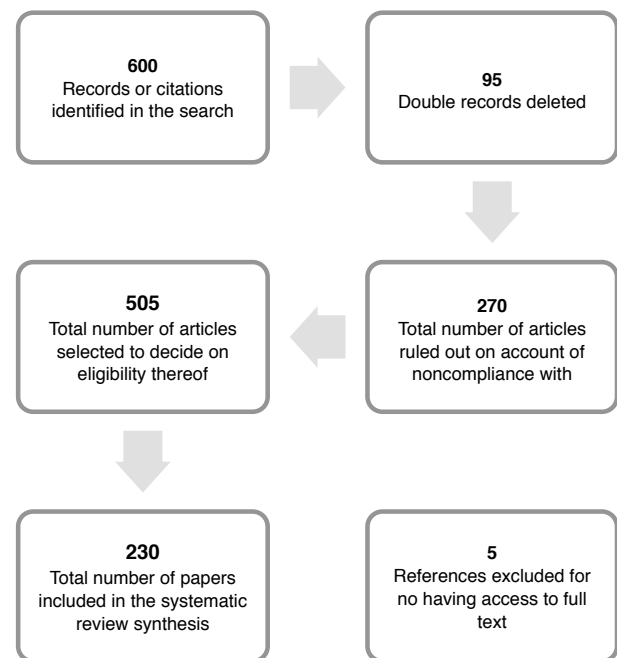 600
Records or citations
identified in the search
95
Double records deleted
505
Total number of articles
selected to decide on
eligibility thereof
270
Total number of articles
ruled out on account of
noncompliance with
230
Total number of papers
included in the systematic
review synthesis
5
References excluded for
no having access to full
text